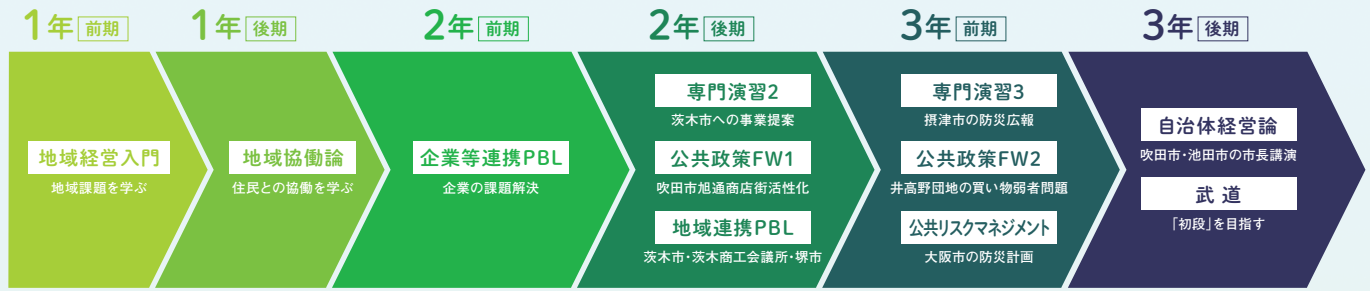 1年 前期
地域経営入門
地域課題を学ぶ
1年 後期
地域協働論
住民との協働を学ぶ
2年 前期
企業等連携PBL
企業の課題解決
2年 後期
専門演習2
茨木市への事業提案
公共政策FW1
吹田市旭通商店街活性化
地域連携PBL
茨木市・茨木商工会議所・堺市
3年 前期
専門演習3
摂津市の防災広報
公共政策FW2
井高野団地の買い物弱者問題
公共リスクマネジメント
大阪市の防災計画
3年 後期
自治体経営論
吹田市・池田市の市長講演
武 道
「初段」を目指す